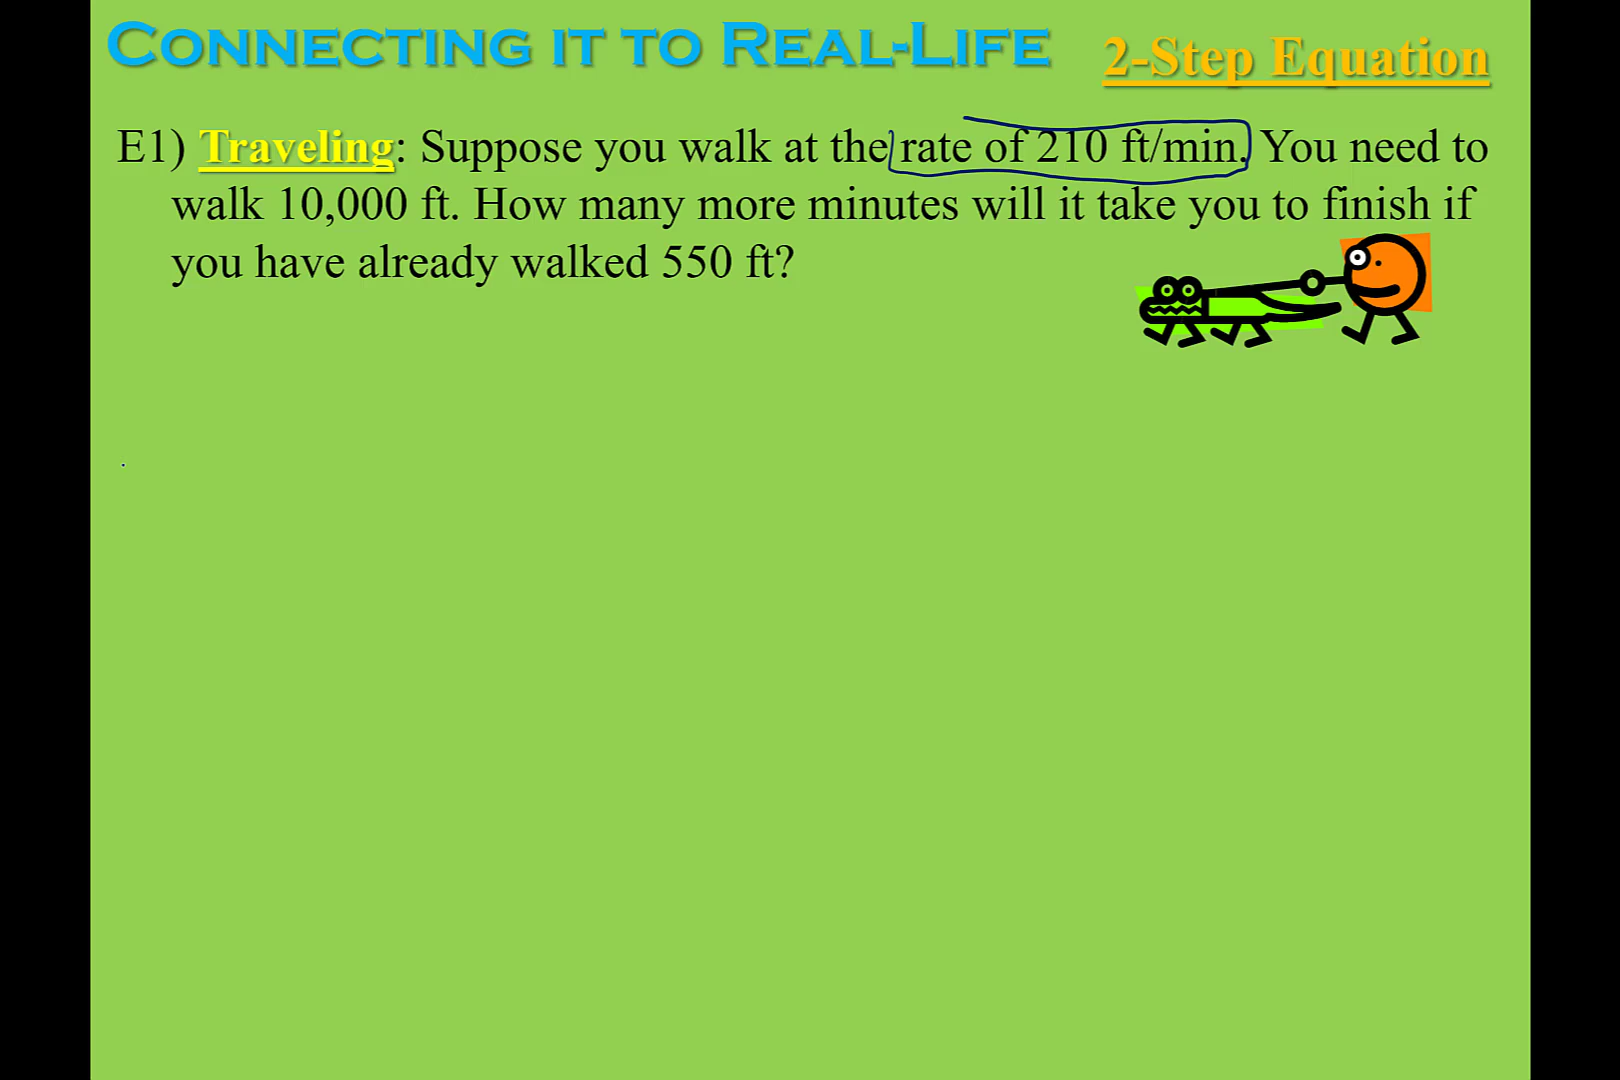 CONNECTING IT TO REAL-LIFE 2-Step Equation
E1) Traveling: Suppose you walk at the rate of 210 ft/min. You need to
walk 10,000 ft. How many more minutes will it take you to finish if
you have already walked 550 ft?